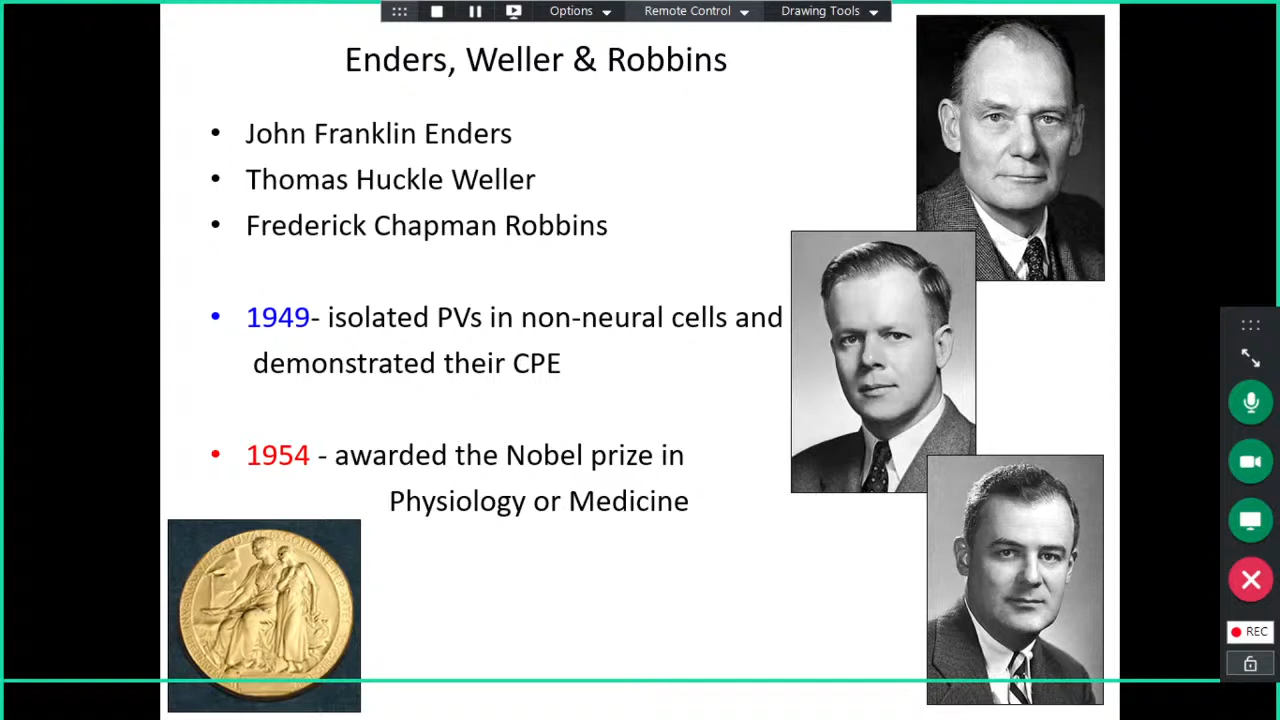 Options
Remote Control
Drawing Tools
Enders, Weller & Robbins
• John Franklin Enders
• Thomas Huckle Weller
• Frederick Chapman Robbins
• 1949- isolated PVs in non-neural cells and
demonstrated their CPE
• 1954 - awarded the Nobel prize in
Physiology or Medicine
REC